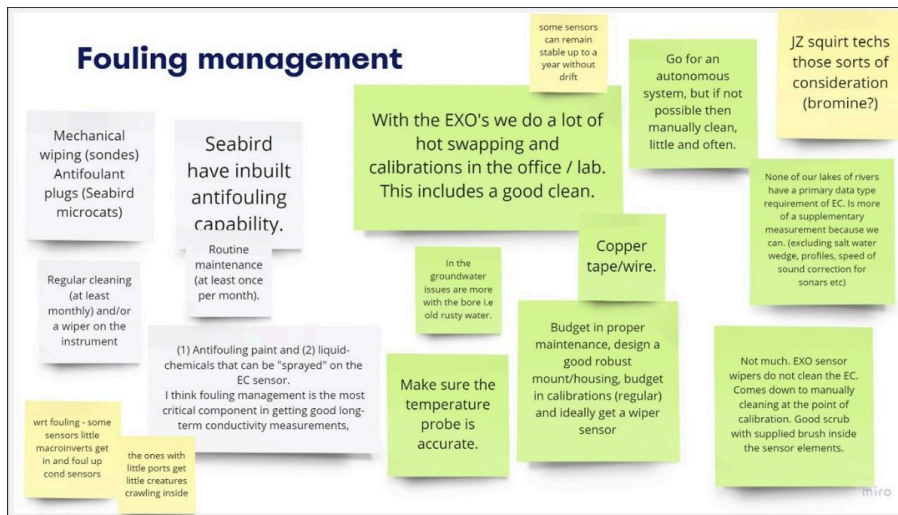 Fouling management
Mechanical
wiping (sondes)
Antifoulant
plugs (Seabird
microcats)
Seabird
have inbuilt
antifouling
capability.
Routine
maintenance
(at least once
per month).
Regular cleaning
(at least
monthly) and/or
a wiper on the
instrument
(1) Antifouling paint and (2) liquid-
chemicals that can be "sprayed" on the
EC sensor.
I think fouling management is the most
critical component in getting good long-
term conductivity measurements,
wrt fouling - some
sensors little
macroinverts get
in and foul up
cond sensors
the ones with
little ports get
little creatures
crawling inside
some sensors
can remain
stable up to a
year without
drift
With the EXO's we do a lot of
hot swapping and
calibrations in the office / lab.
This includes a good clean.
In the
groundwater
issues are more
with the bore i.e
old rusty water.
Make sure the
temperature
probe is
accurate.
Copper
tape/wire.
Budget in proper
maintenance, design a
good robust
mount/housing, budget
in calibrations (regular)
and ideally get a wiper
sensor
Go for an
autonomous
system, but if not
possible then
manually clean,
little and often.
JZ squirt techs
those sorts of
consideration
(bromine?)
None of our lakes of rivers
have a primary data type
requirement of EC. Is more
of a supplementary
measurement because we
can. (excluding salt water
wedge, profiles, speed of
sound correction for
sonars etc)
Not much. EXO sensor
wipers do not clean the EC.
Comes down to manually
cleaning at the point of
calibration. Good scrub
with supplied brush inside
the sensor elements.
miro